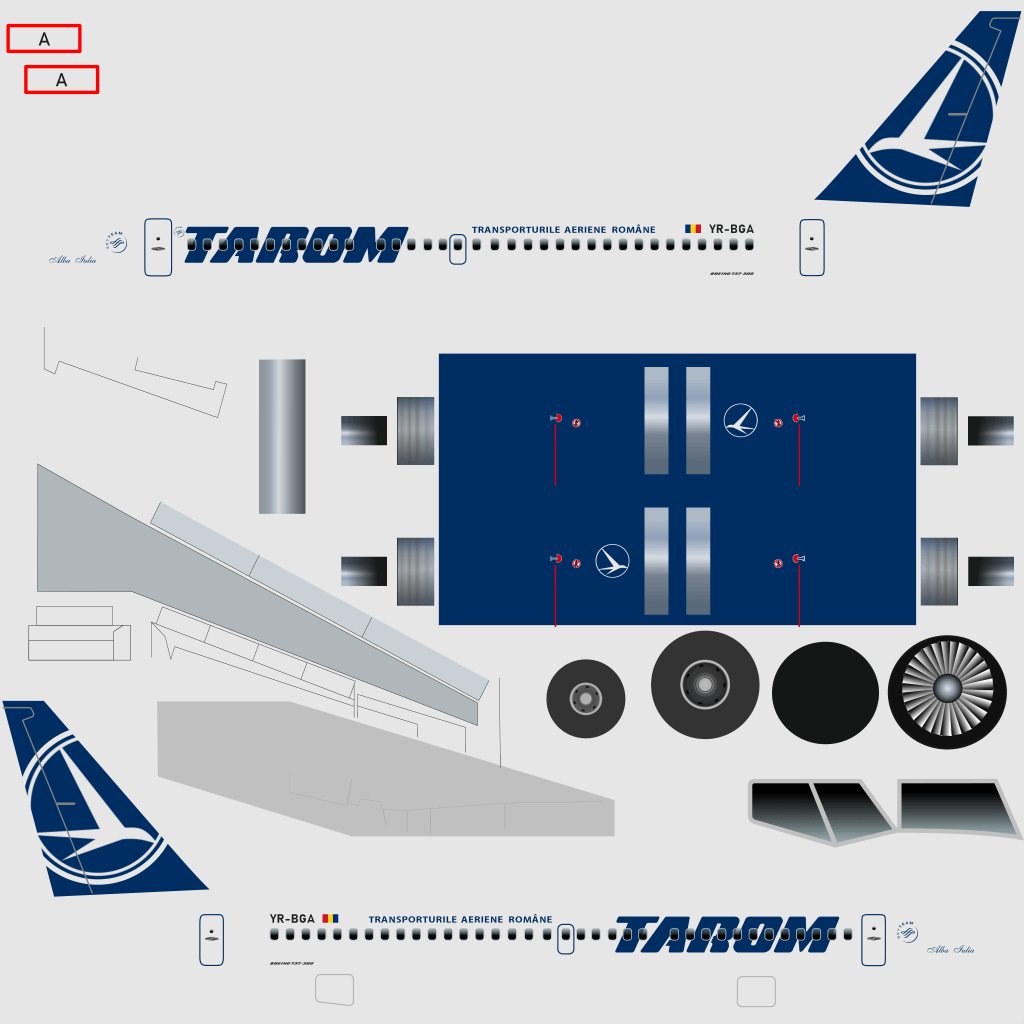 A
A
TRANSPORTURILE AERIENE ROMÂNE
YR-BGA
SKYTEAM
TAROM
Alba Iulia
BOEING 737-300
YR-BGA
TRANSPORTURILE AERIENE ROMÂNE
TAROM
SKYTEAM
Alba Iulia
BOEING 737-300